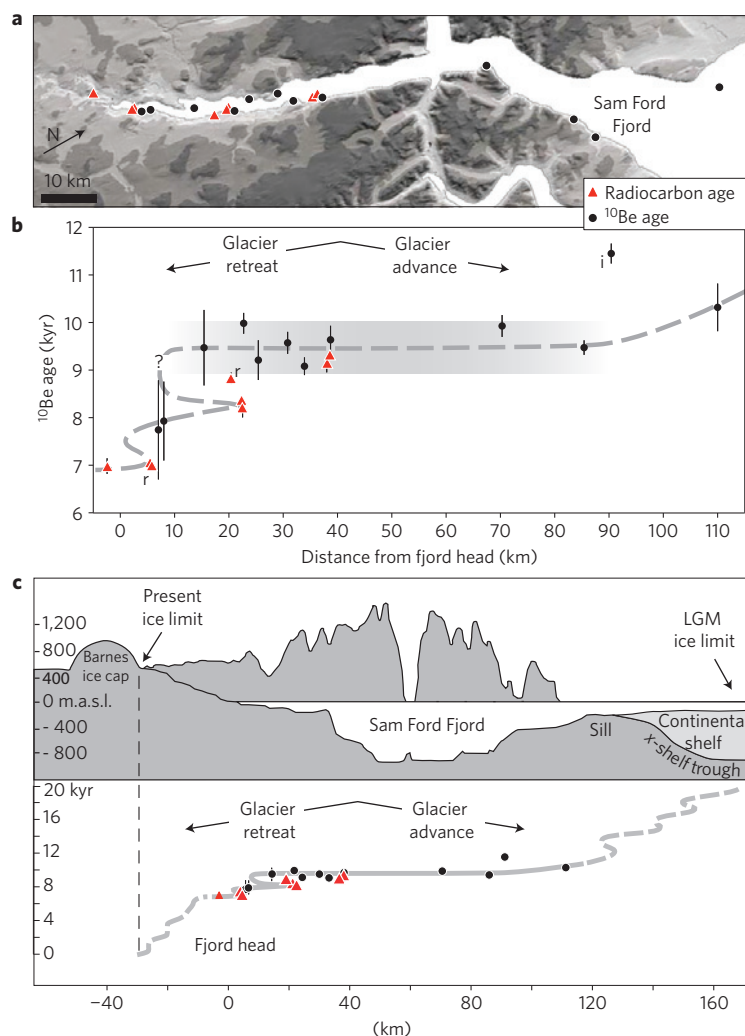 a
N
10 km
Sam Ford
Fjord
Radiocarbon age
¹⁰Be age
b
12
11
10
9
8
7
6
¹⁰Be age (kyr)
Glacier
retreat
Glacier
advance
i
?
r
r
0 10 20 30 40 50 60 70 80 90 100 110
Distance from fjord head (km)
c
1,200
800
400
0 m.a.s.l.
- 400
- 800
Present
ice limit
Barnes
ice cap
LGM
ice limit
Sam Ford Fjord
Sill
Continenta
shelf
x-shelf trough
20 kyr
16
12
8
4
0
Glacier
retreat
Glacier
advance
Fjord head
−40 0 40 80 120 160
(km)